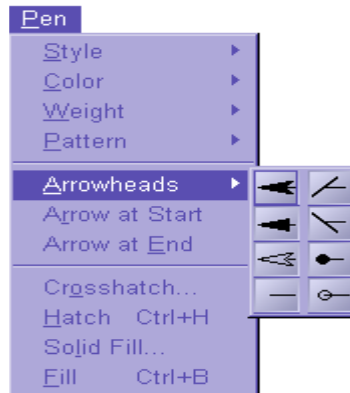 Pen
Style
Color
Weight
Pattern
Arrowheads
Arrow at Start
Arrow at End
Crosshatch...
Hatch Ctrl+H
Solid Fill...
Fill Ctrl+B